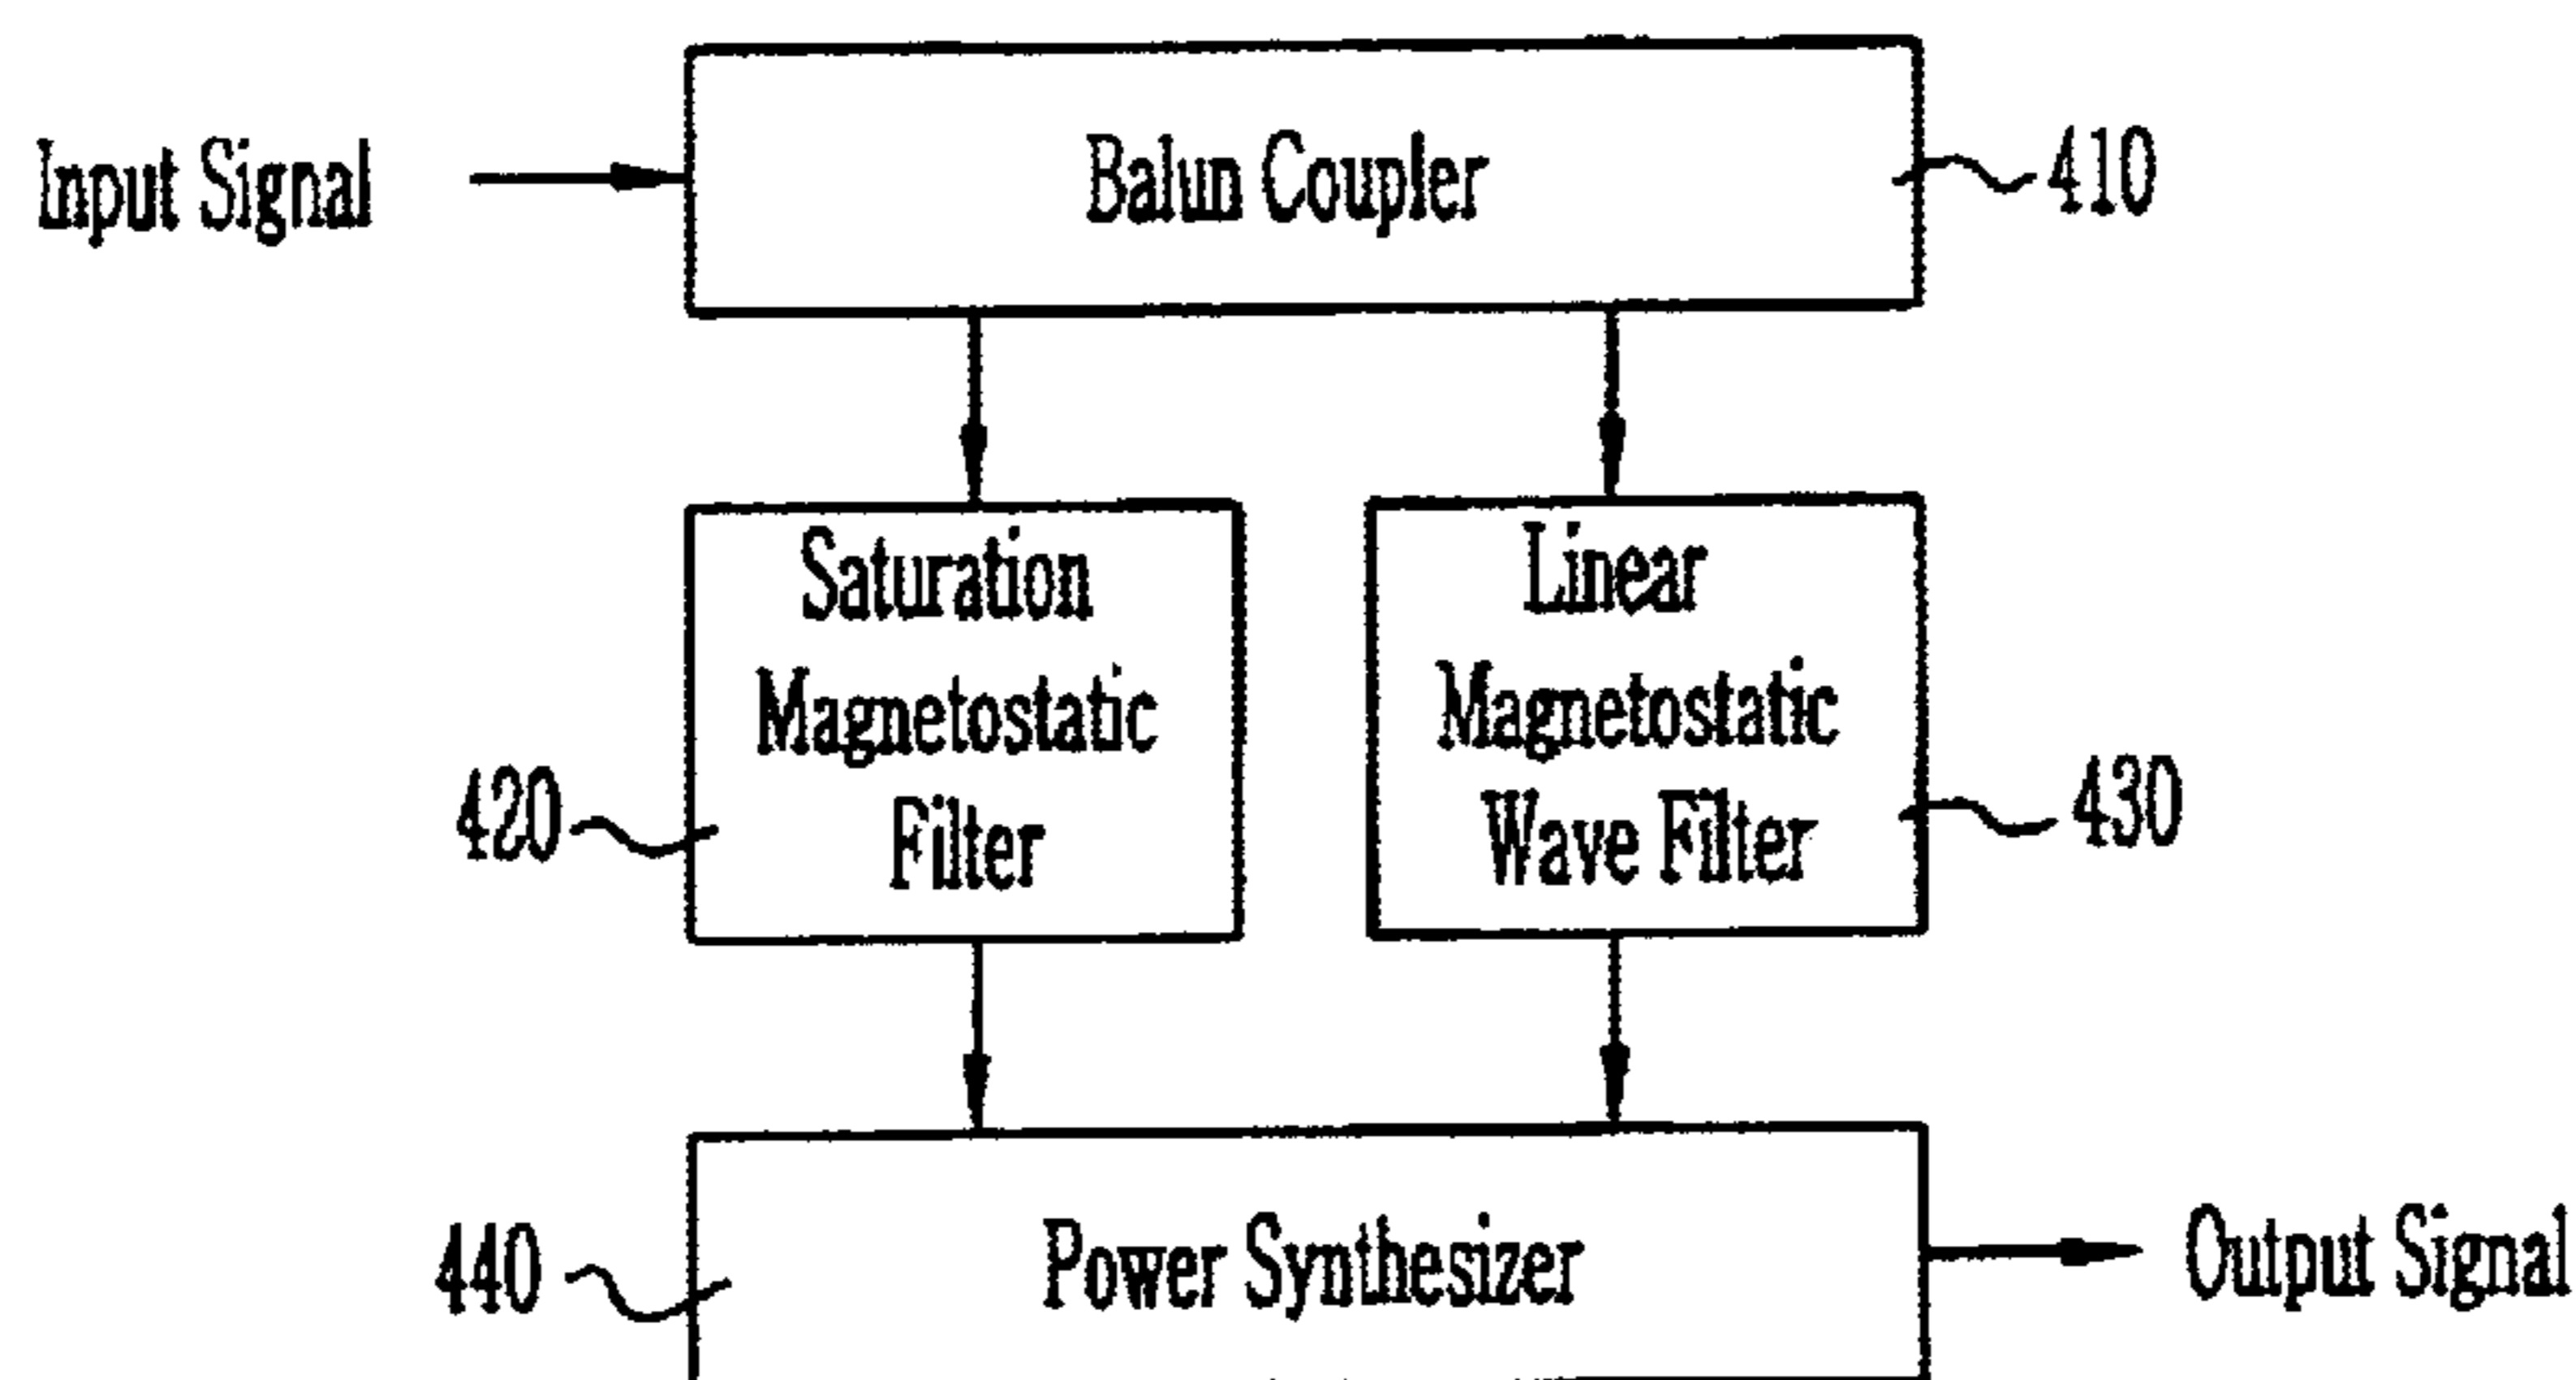 Input Signal
Balun Coupler
410
Saturation
Magnetostatic
Filter
420
Linear
Magnetostatic
Wave Filter
430
440
Power Synthesizer
Output Signal